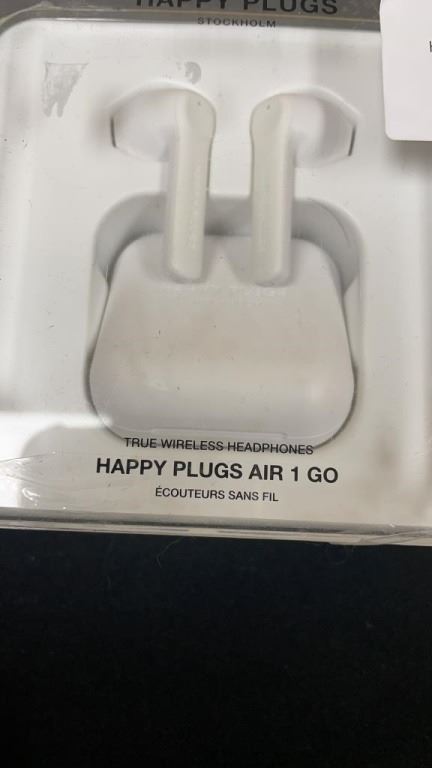 HAPPY PLUGS
STOCKHOLM
TRUE WIRELESS HEADPHONES
HAPPY PLUGS AIR 1 GO
ÉCOUTEURS SANS FIL